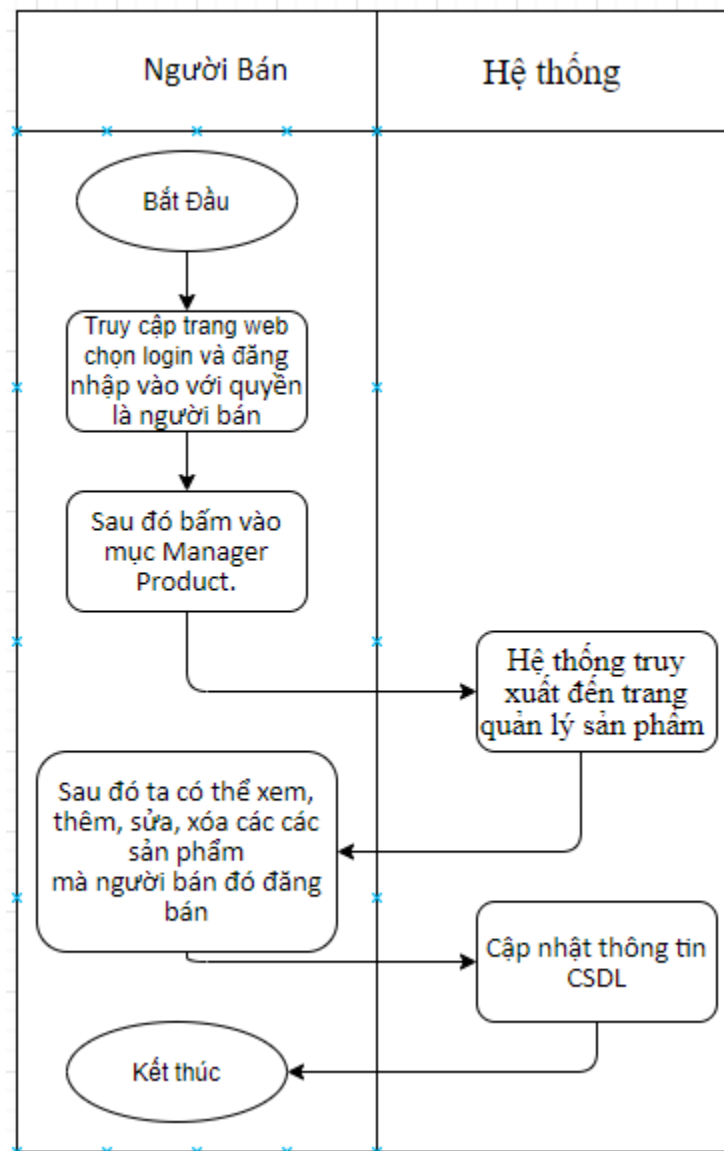 Người Bán
Hệ thống
Bắt Đầu
Truy cập trang web
chọn login và đăng
nhập vào với quyền
là người bán
Sau đó bấm vào
mục Manager
Product.
Hệ thống truy
xuất đến trang
quản lý sản phẩm
Sau đó ta có thể xem,
thêm, sửa, xóa các các
sản phẩm
mà người bán đó đăng
bán
Cập nhật thông tin
CSDL
Kết thúc